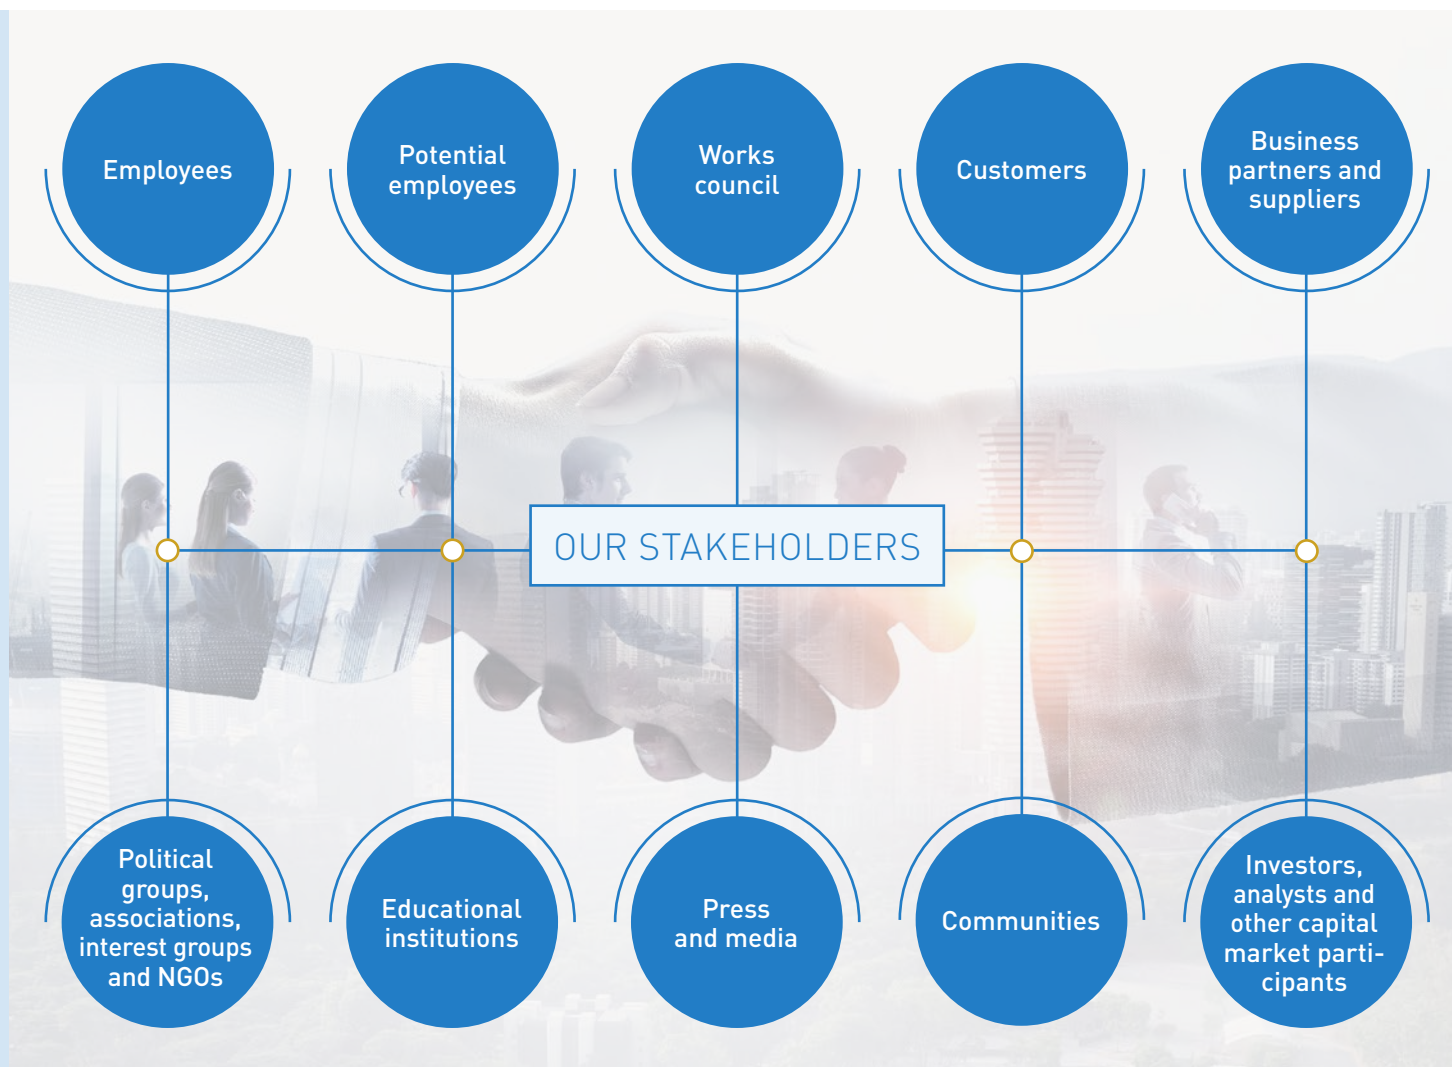 Employees
Potential
employees
Works
council
Customers
Business
partners and
suppliers
OUR STAKEHOLDERS
Political
groups,
associations,
interest groups
and NGOs
Educational
institutions
Press
and media
Communities
Investors,
analysts and
other capital
market parti-
cipants